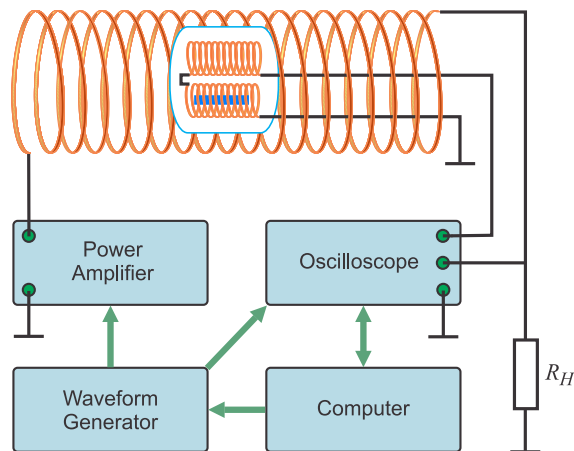 Power
Amplifier
Oscilloscope
R_H
Waveform
Generator
Computer